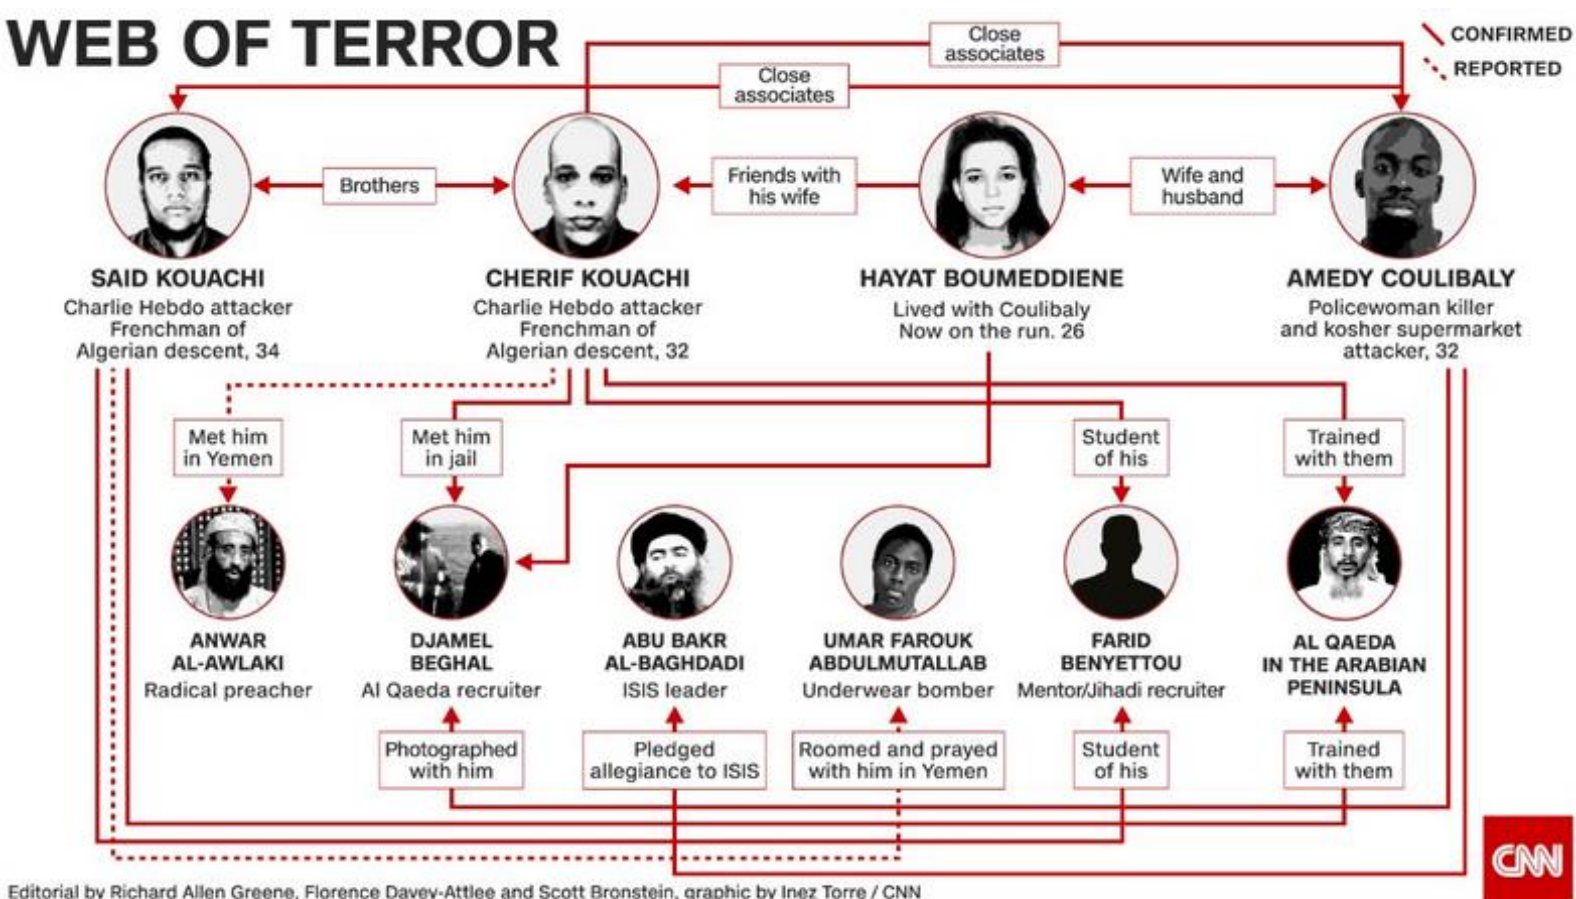 WEB OF TERROR
CONFIRMED
REPORTED
Close
associates
Close
associates
Brothers
Friends with
his wife
Wife and
husband
SAID KOUACHI
Charlie Hebdo attacker
Frenchman of
Algerian descent, 34
CHERIF KOUACHI
Charlie Hebdo attacker
Frenchman of
Algerian descent, 32
HAYAT BOUMEDDIENE
Lived with Coulibaly
Now on the run. 26
AMEDY COULIBALY
Policewoman killer
and kosher supermarket
attacker, 32
Met him
in Yemen
Met him
in jail
Student
of his
Trained
with them
ANWAR
AL-AWLAKI
Radical preacher
DJAMEL
BEGHAL
Al Qaeda recruiter
ABU BAKR
AL-BAGHDADI
ISIS leader
UMAR FAROUK
ABDULMUTALLAB
Underwear bomber
FARID
BENYETTOU
Mentor/Jihadi recruiter
AL QAEDA
IN THE ARABIAN
PENINSULA
Photographed
with him
Pledged
allegiance to ISIS
Roomed and prayed
with him in Yemen
Student
of his
Trained
with them
CNN
Editorial by Richard Allen Greene, Florence Davey-Attlee and Scott Bronstein, graphic by Inez Torre / CNN